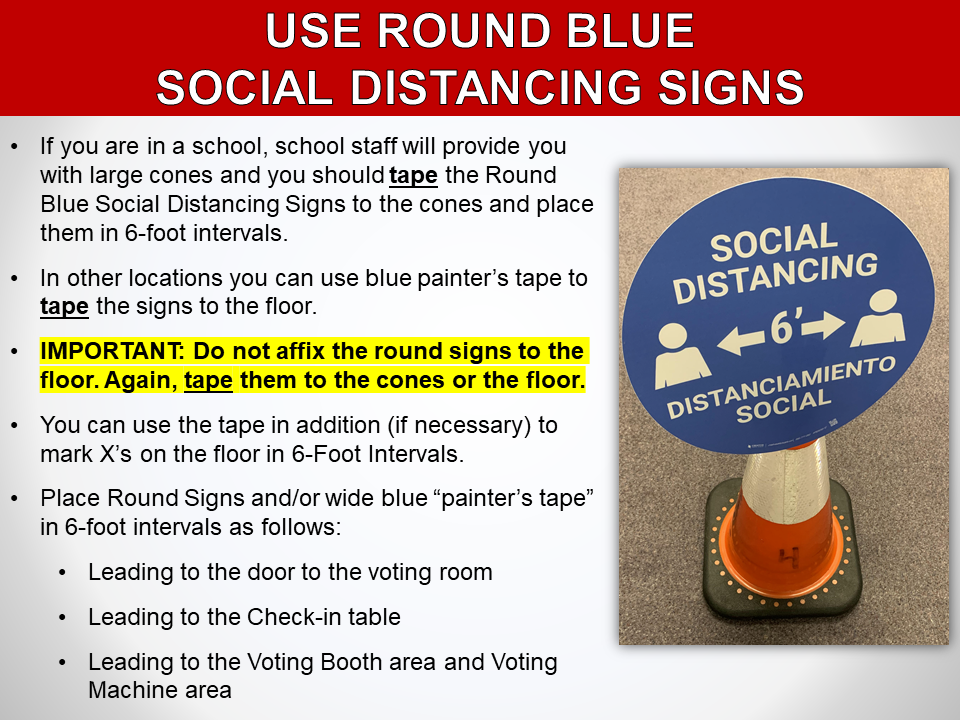 USE ROUND BLUE
SOCIAL DISTANCING SIGNS
• If you are in a school, school staff will provide you
with large cones and you should tape the Round
Blue Social Distancing Signs to the cones and place
them in 6-foot intervals.
• In other locations you can use blue painter’s tape to
tape the signs to the floor.
• IMPORTANT: Do not affix the round signs to the
floor. Again, tape them to the cones or the floor.
• You can use the tape in addition (if necessary) to
mark X’s on the floor in 6-Foot Intervals.
• Place Round Signs and/or wide blue “painter’s tape”
in 6-foot intervals as follows:
• Leading to the door to the voting room
• Leading to the Check-in table
• Leading to the Voting Booth area and Voting
Machine area
SOCIAL
DISTANCING
6’
DISTANCIAMIENTO
SOCIAL
4